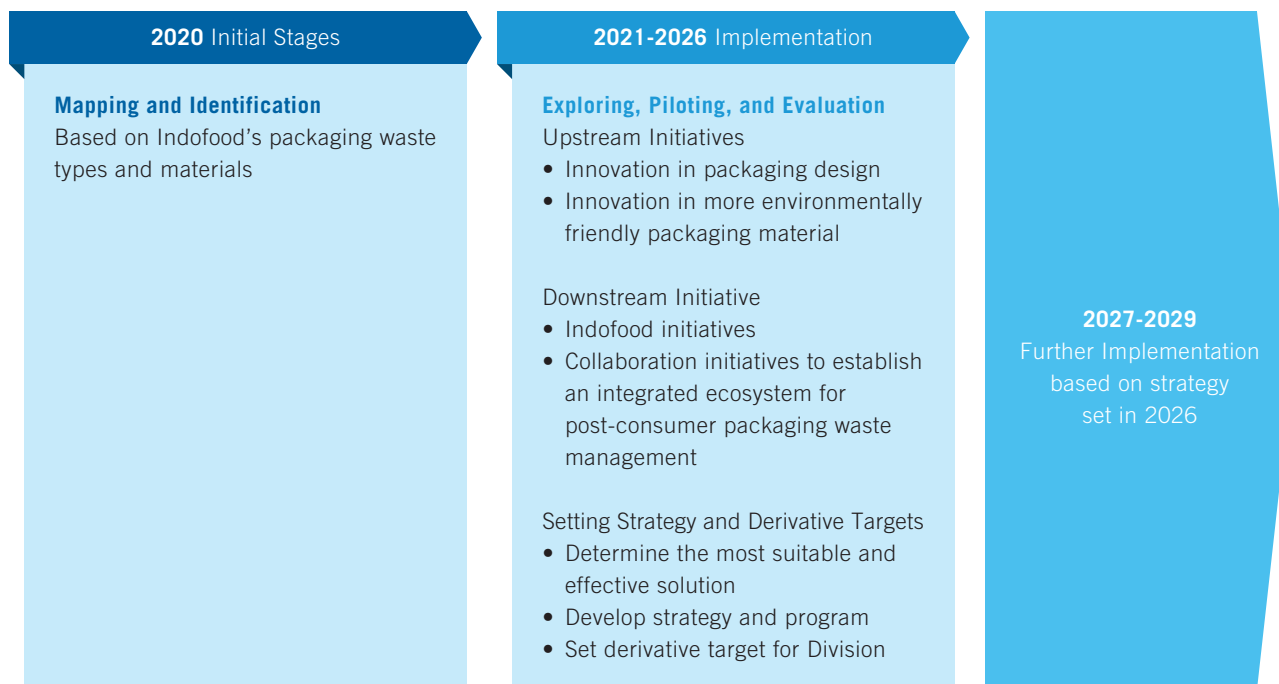 2020 Initial Stages
Mapping and Identification
Based on Indofood’s packaging waste
types and materials
2021-2026 Implementation
Exploring, Piloting, and Evaluation
Upstream Initiatives
• Innovation in packaging design
• Innovation in more environmentally
friendly packaging material
Downstream Initiative
• Indofood initiatives
• Collaboration initiatives to establish
an integrated ecosystem for
post-consumer packaging waste
management
Setting Strategy and Derivative Targets
• Determine the most suitable and
effective solution
• Develop strategy and program
• Set derivative target for Division
2027-2029
Further Implementation
based on strategy
set in 2026